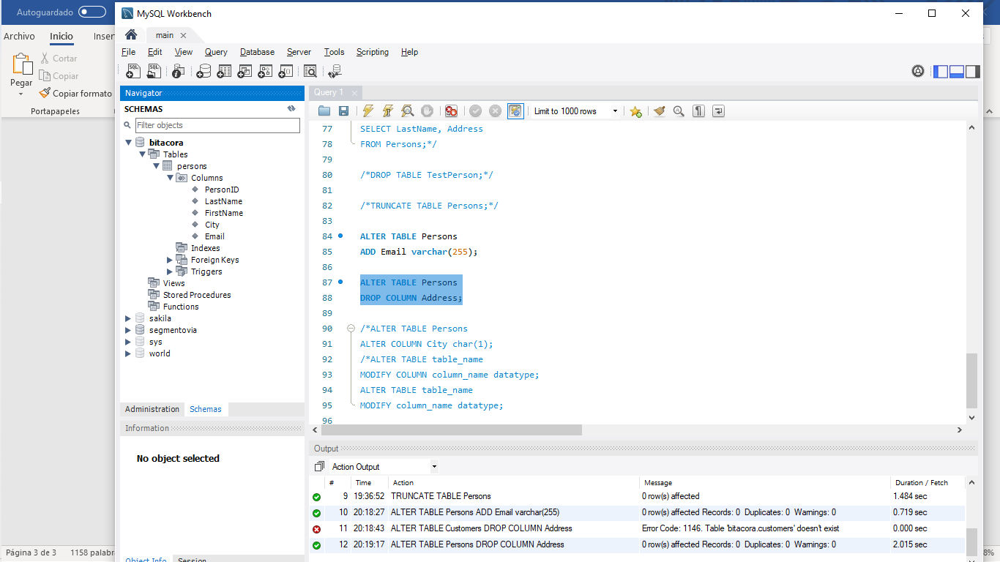 Autoguardado
MySQL Workbench
Archivo Inicio Inser
main
File Edit View Query Database Server Tools Scripting Help
Pegar
Cortar
Copiar
Copiar formato
Portapapeles
Navigator
SCHEMAS
Filter objects
bitacora
Tables
persons
Columns
PersonID
LastName
FirstName
City
Email
Indexes
Foreign Keys
Triggers
Views
Stored Procedures
Functions
sakila
segmentovia
sys
world
Administration Schemas
Information
No object selected
Object Info Session
Query 1
Limit to 1000 rows
77 SELECT LastName, Address
78 FROM Persons;*/
79
80 /*DROP TABLE TestPerson;*/
81
82 /*TRUNCATE TABLE Persons;*/
83
84 ALTER TABLE Persons
85 ADD Email varchar(255);
86
87 ALTER TABLE Persons
88 DROP COLUMN Address;
89
90 /*ALTER TABLE Persons
91 ALTER COLUMN City char(1);
92 /*ALTER TABLE table_name
93 MODIFY COLUMN column_name datatype;
94 ALTER TABLE table_name
95 MODIFY column_name datatype;
96
Output
Action Output
# Time Action Message Duration / Fetch
9 19:36:52 TRUNCATE TABLE Persons 0 row(s) affected 1.484 sec
10 20:18:27 ALTER TABLE Persons ADD Email varchar(255) 0 row(s) affected Records: 0 Duplicates: 0 Warnings: 0 0.719 sec
11 20:18:43 ALTER TABLE Customers DROP COLUMN Address Error Code: 1146. Table 'bitacora.customers' doesn't exist 0.000 sec
12 20:19:17 ALTER TABLE Persons DROP COLUMN Address 0 row(s) affected Records: 0 Duplicates: 0 Warnings: 0 2.015 sec
Página 3 de 3 1158 palabr
8%